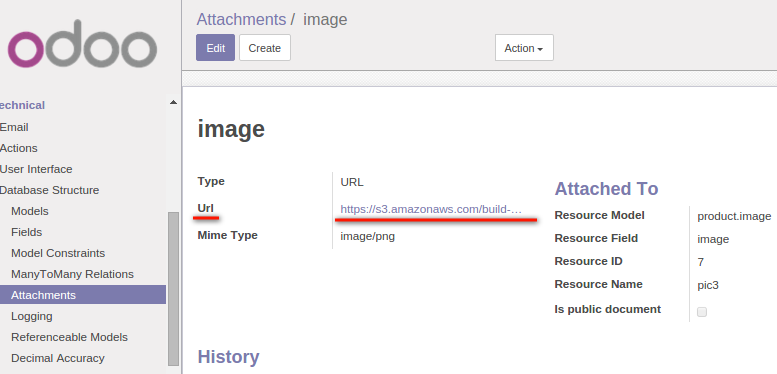 odoo
Attachments / image
Edit Create Action
echnical
Email
Actions
User Interface
Database Structure
Models
Fields
Model Constraints
ManyToMany Relations
Attachments
Logging
Referenceable Models
Decimal Accuracy
image
Type URL
Url https://s3.amazonaws.com/build-...
Mime Type image/png
Attached To
Resource Model product.image
Resource Field image
Resource ID 7
Resource Name pic3
Is public document
History